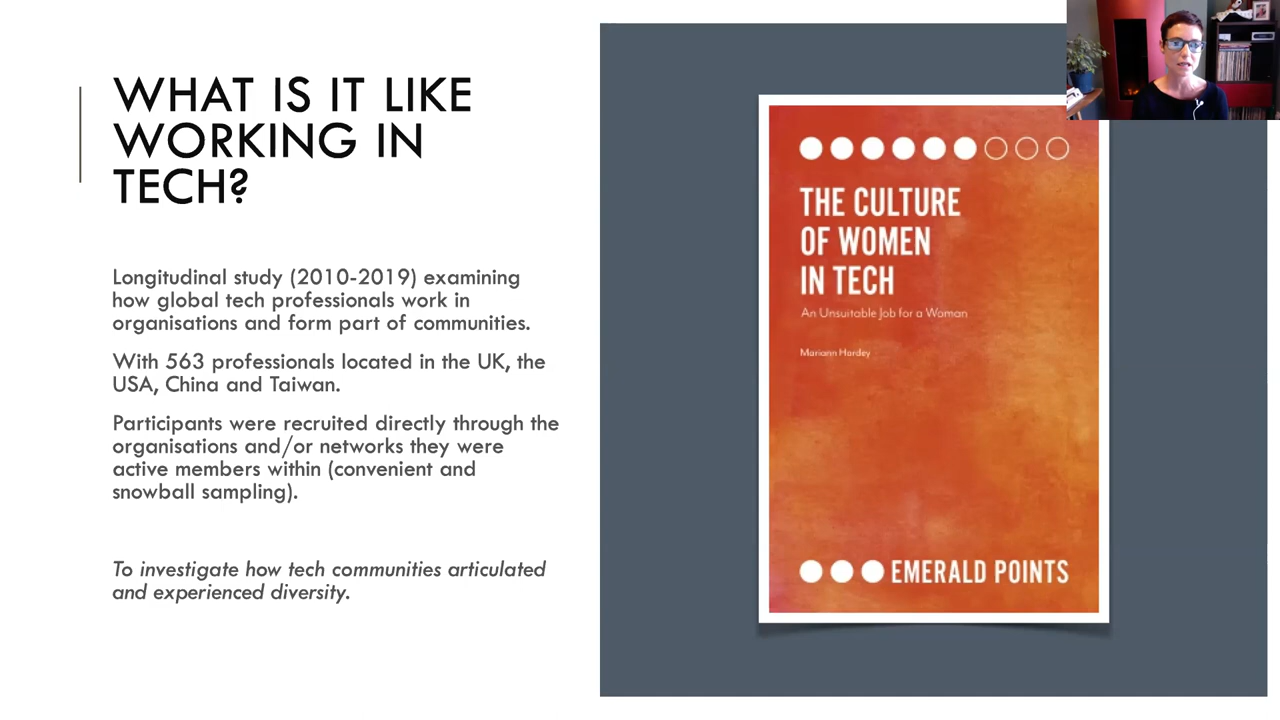 WHAT IS IT LIKE
WORKING IN
TECH?
Longitudinal study (2010-2019) examining
how global tech professionals work in
organisations and form part of communities.
With 563 professionals located in the UK, the
USA, China and Taiwan.
Participants were recruited directly through the
organisations and/or networks they were
active members within (convenient and
snowball sampling).
To investigate how tech communities articulated
and experienced diversity.
THE CULTURE
OF WOMEN
IN TECH
An Unsuitable Job for a Woman
Mariann Hardey
EMERALD POINTS